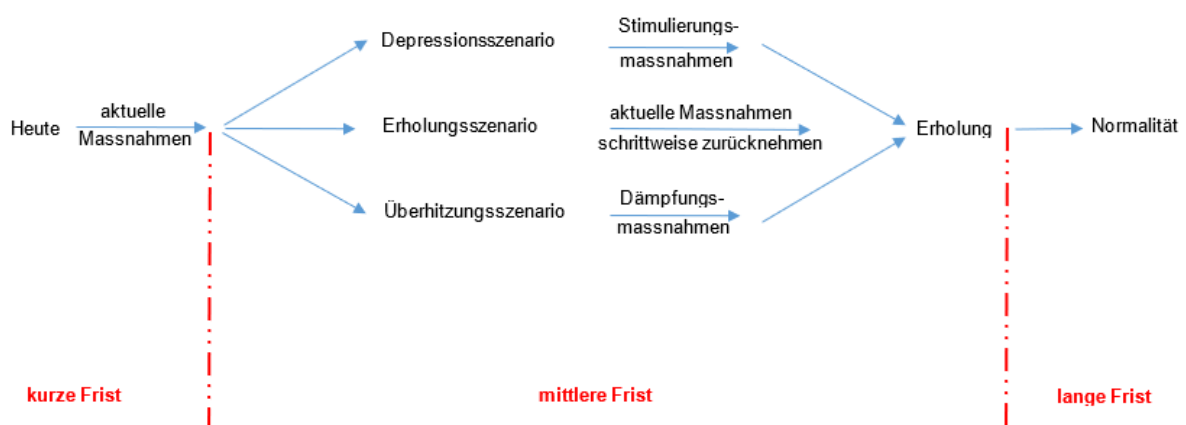 Depressionsszenario
Stimulierungs-
massnahmen
Heute
aktuelle
Massnahmen
Erholungsszenario
aktuelle Massnahmen
schrittweise zurücknehmen
Erholung
Normalität
Überhitzungsszenario
Dämpfungs-
massnahmen
kurze Frist
mittlere Frist
lange Frist